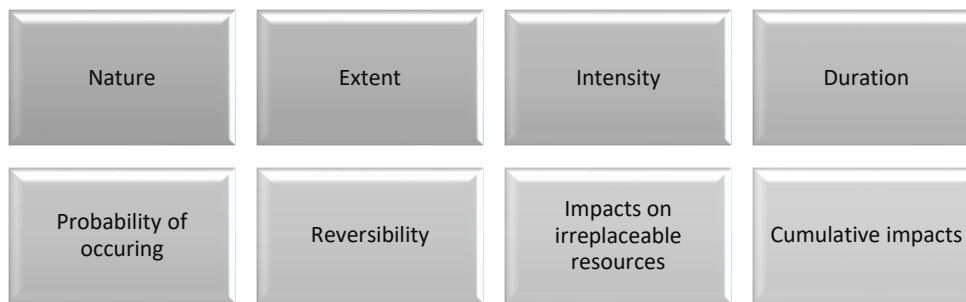 Nature
Extent
Intensity
Duration
Probability of
occuring
Reversibility
Impacts on
irreplaceable
resources
Cumulative impacts